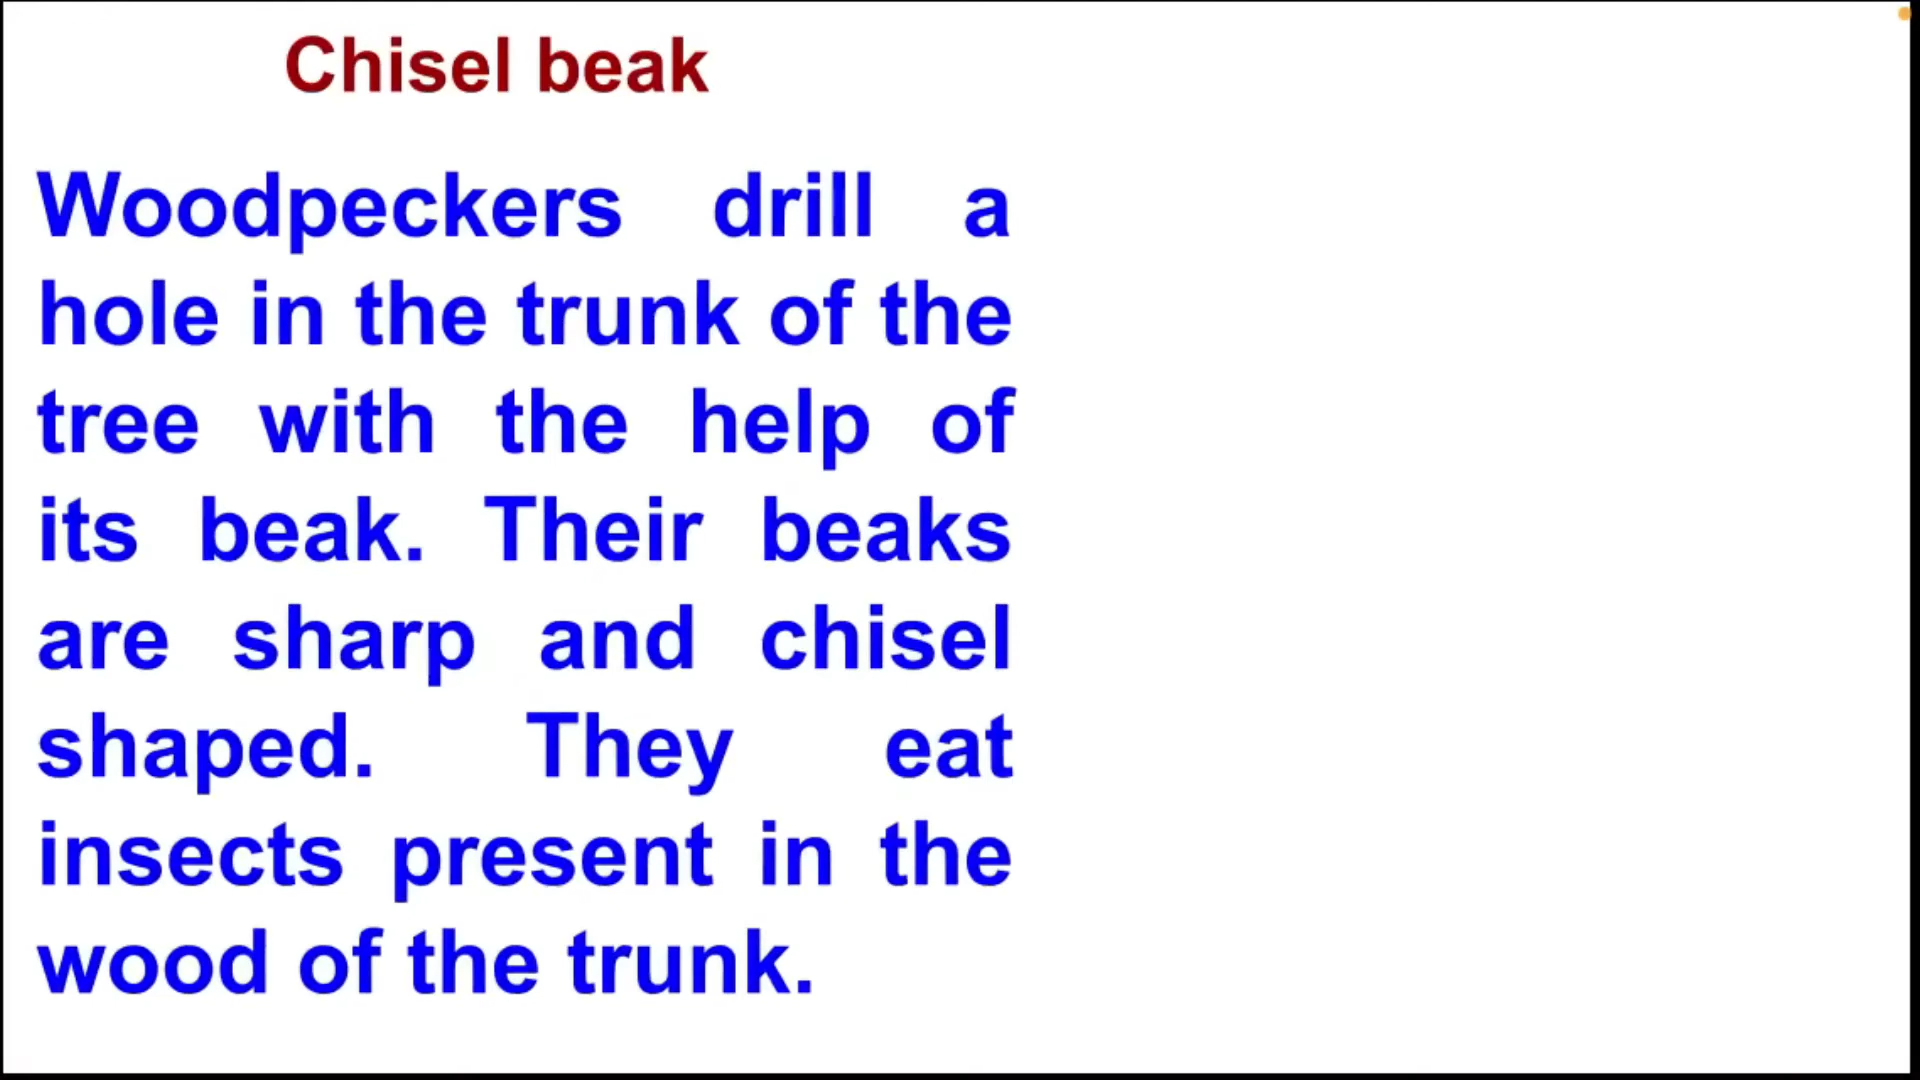 Chisel beak
Woodpeckers drill a
hole in the trunk of the
tree with the help of
its beak. Their beaks
are sharp and chisel
shaped. They eat
insects present in the
wood of the trunk.